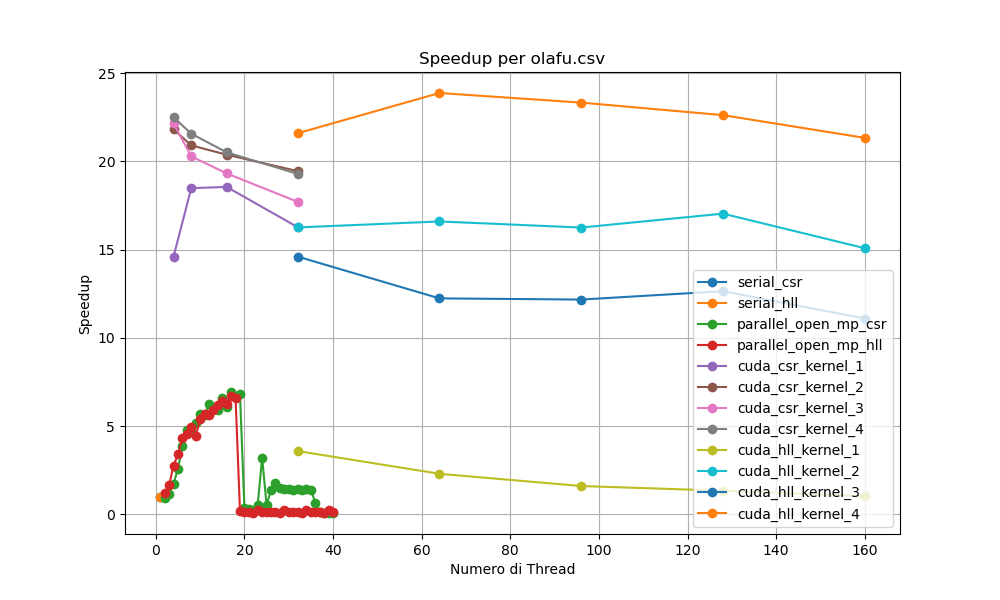 Speedup per olafu.csv
25
20
15
10
5
0
Speedup
serial_csr
serial_hll
parallel_open_mp_csr
parallel_open_mp_hll
cuda_csr_kernel_1
cuda_csr_kernel_2
cuda_csr_kernel_3
cuda_csr_kernel_4
cuda_hll_kernel_1
cuda_hll_kernel_2
cuda_hll_kernel_3
cuda_hll_kernel_4
0 20 40 60 80 100 120 140 160
Numero di Thread